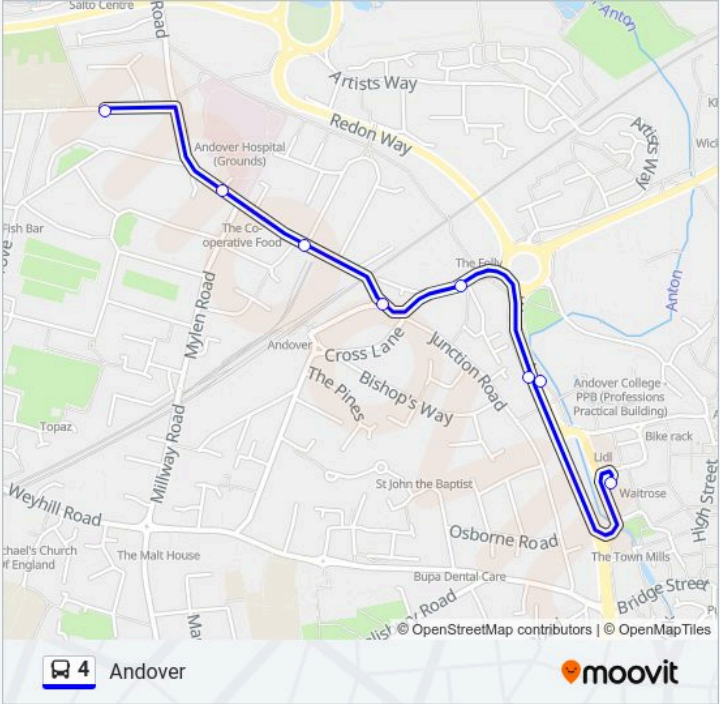 Salto Centre
Road
Anton
Artists Way
Redon Way
Artists Way
Andover Hospital
(Grounds)
Fish Bar
The Co-
operative Food
The Folly
Mylen Road
Anton
Andover
Cross Lane
Junction Road
The Pines
Bishop's Way
Andover College -
PPB (Professions
Practical Building)
Topaz
Millway Road
Bike rack
Lidl
High Street
St John the Baptist
Waitrose
Weyhill Road
Osborne Road
chael's Church
of England
The Malt House
The Town Mills
Bupa Dental Care
Bridge Street
© OpenStreetMap contributors | © OpenMapTiles
4 Andover
moovit